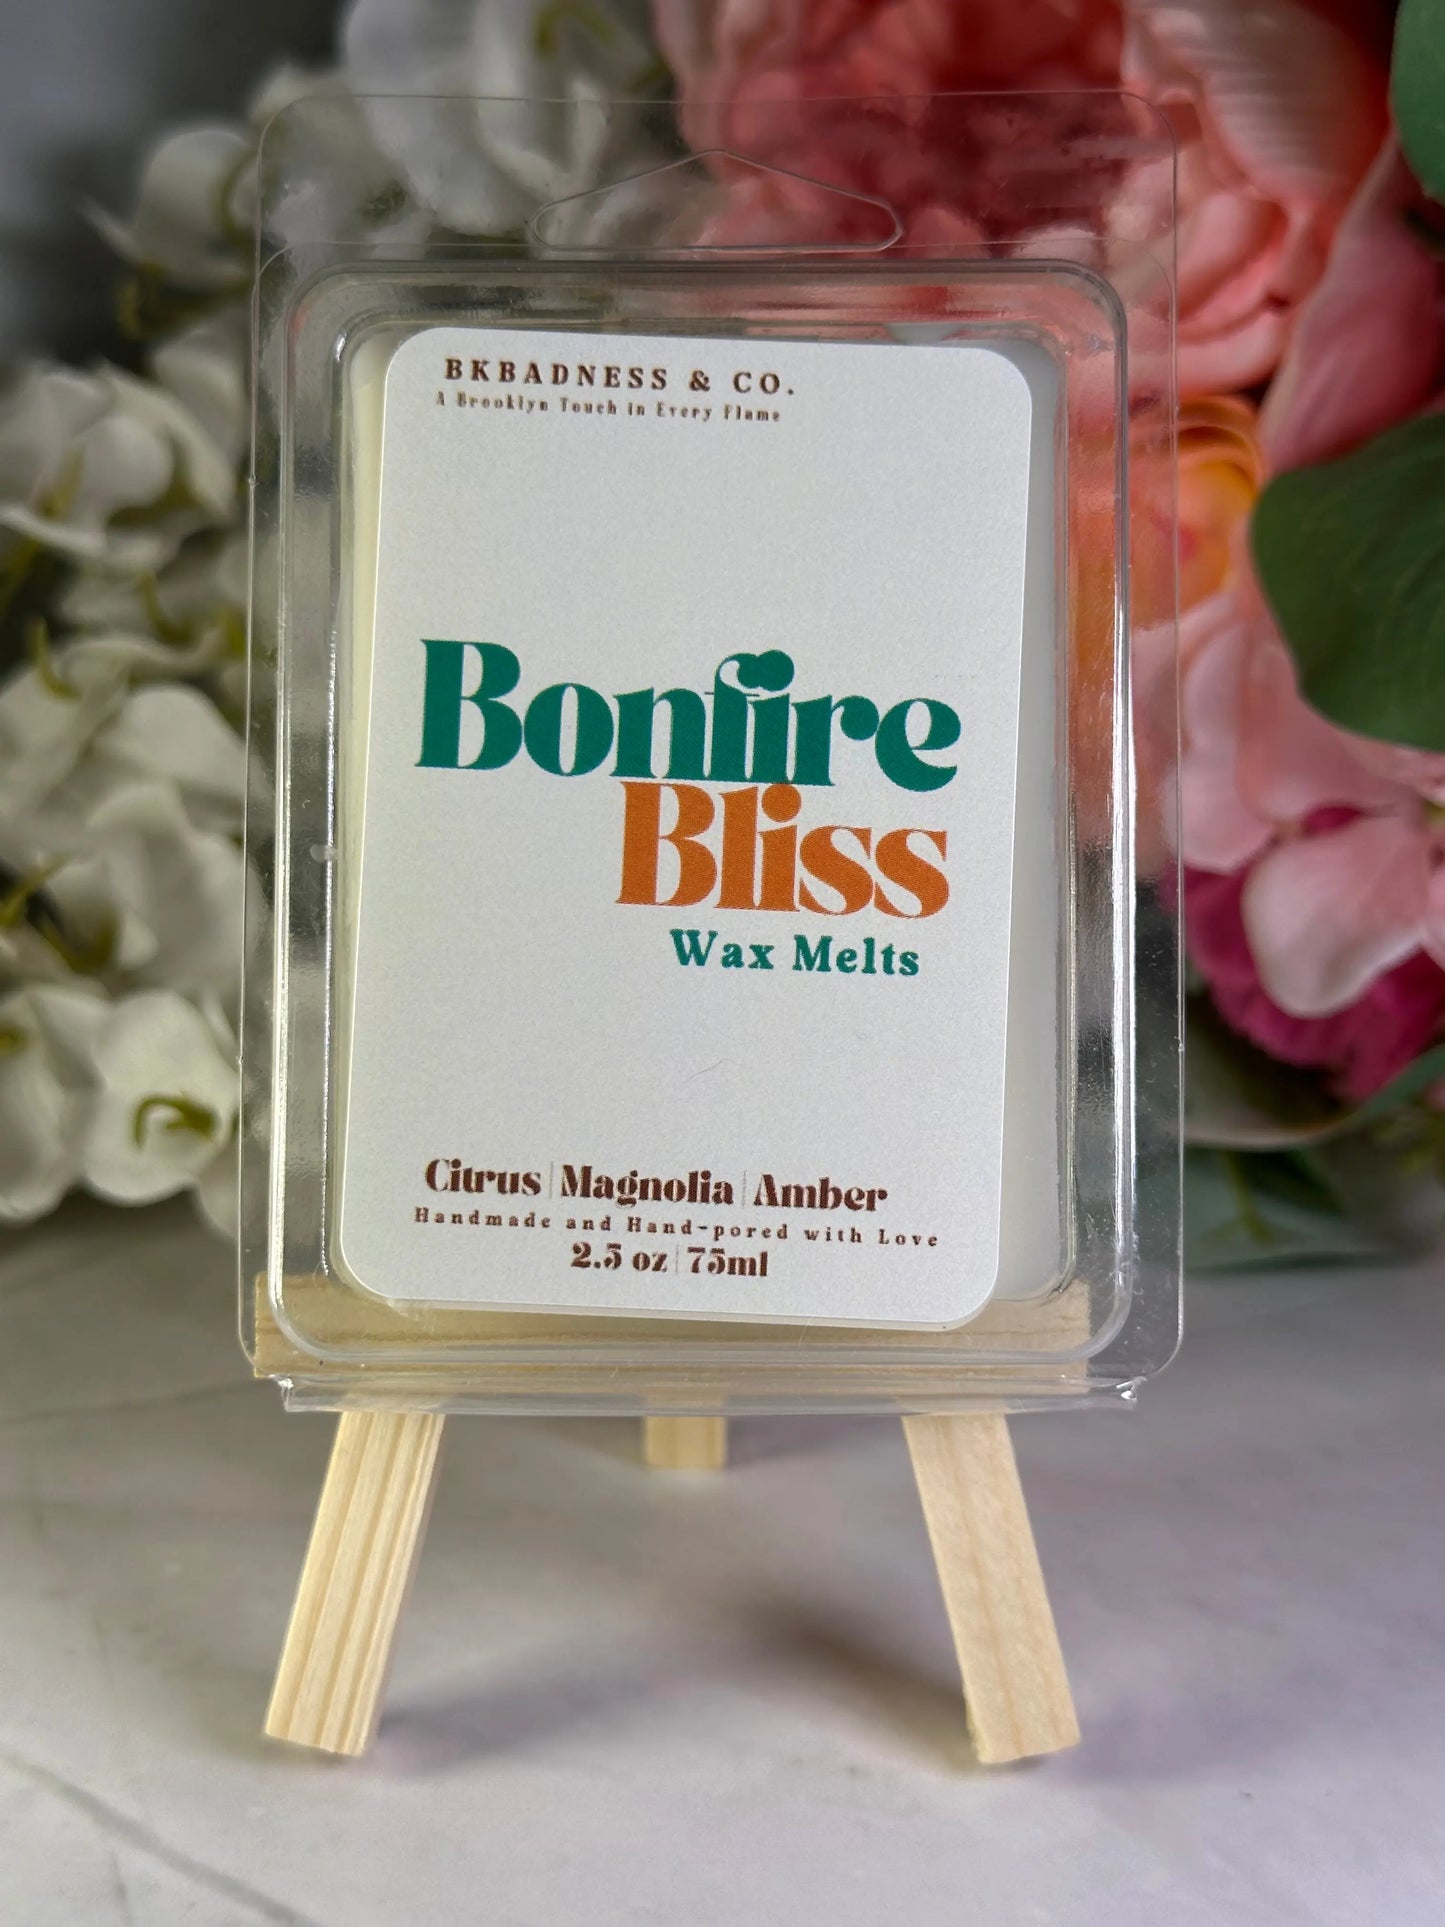 BKBADNESS & CO.
A Brooklyn Touch in Every Flame
Bonfire
Bliss
Wax Melts
Citrus | Magnolia | Amber
Handmade and Hand-pored with Love
2.5 oz | 75ml